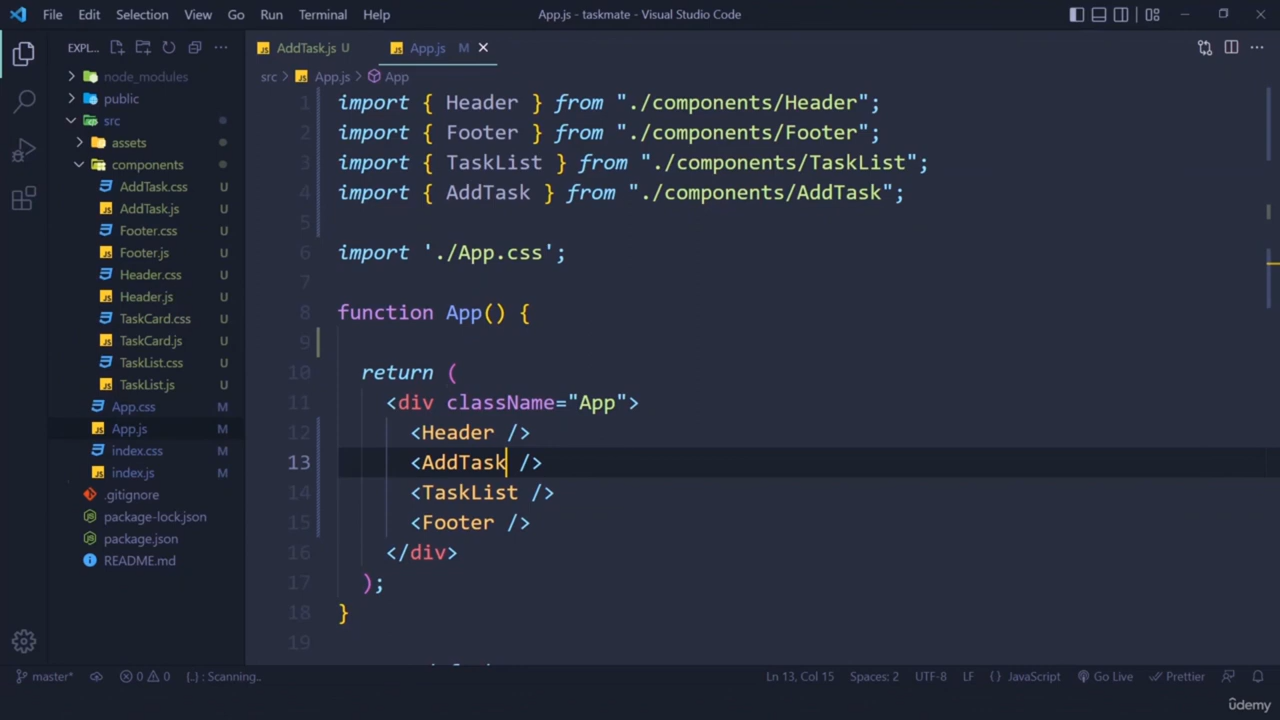 File Edit Selection View Go Run Terminal Help App.js - taskmate - Visual Studio Code
EXPL... AddTask.js U App.js M
src > App.js > App
node_modules
public
src
assets
components
AddTask.css U
AddTask.js U
Footer.css U
Footer.js U
Header.css U
Header.js U
TaskCard.css U
TaskCard.js U
TaskList.css U
TaskList.js U
App.css M
App.js M
index.css M
index.js M
.gitignore
package-lock.json
package.json
README.md
1 import { Header } from "./components/Header";
2 import { Footer } from "./components/Footer";
3 import { TaskList } from "./components/TaskList";
4 import { AddTask } from "./components/AddTask";
5
6 import './App.css';
7
8 function App() {
9
10 return (
11 <div className="App">
12 <Header />
13 <AddTask />
14 <TaskList />
15 <Footer />
16 </div>
17 );
18 }
19
master* 0 0 {..} : Scanning.. Ln 13, Col 15 Spaces: 2 UTF-8 LF {} JavaScript Go Live Prettier
ûdemy